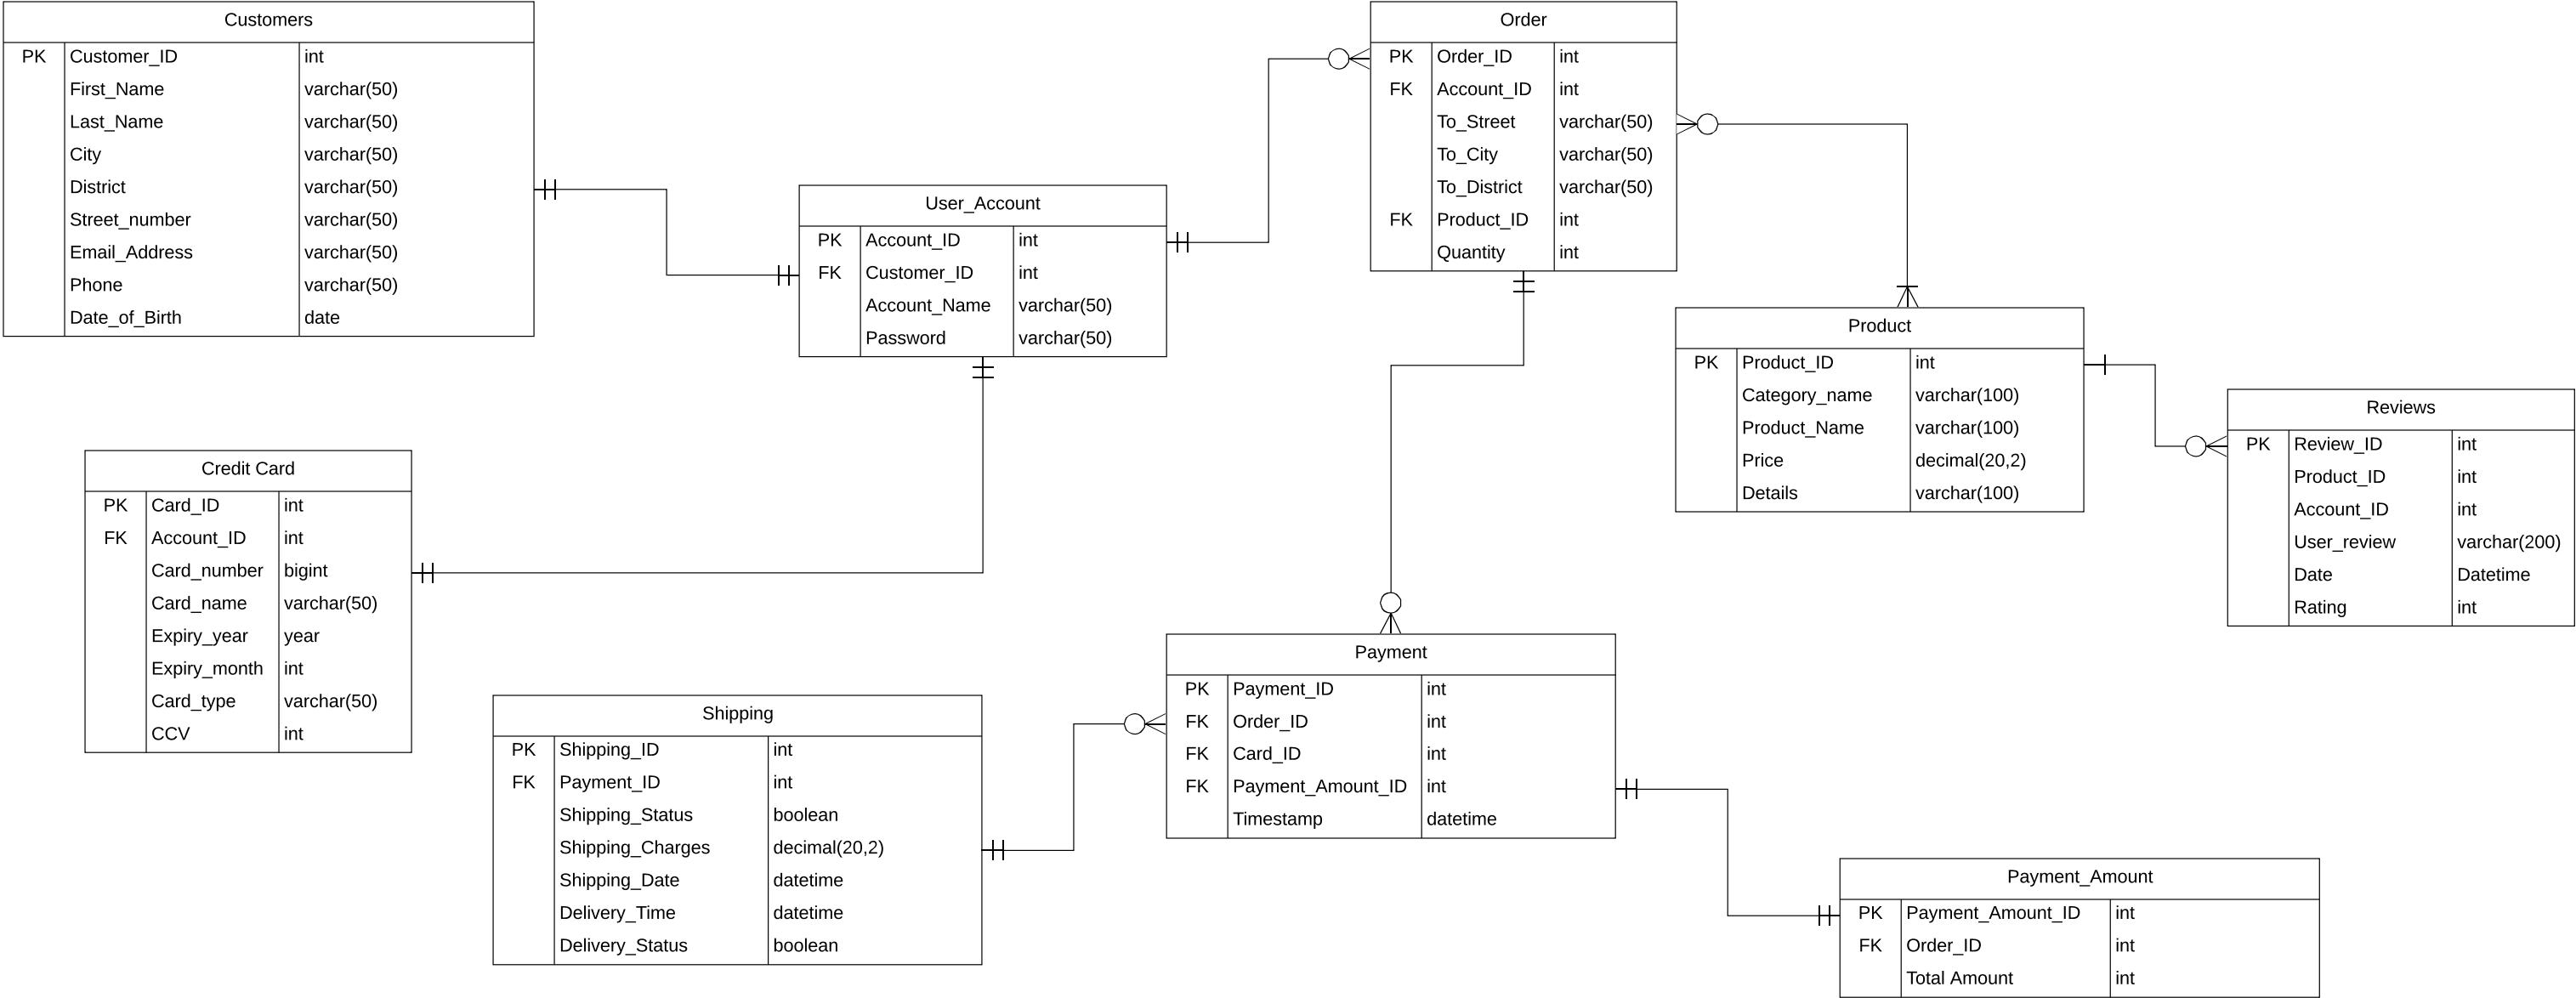 Customers
PK Customer_ID int
First_Name varchar(50)
Last_Name varchar(50)
City varchar(50)
District varchar(50)
Street_number varchar(50)
Email_Address varchar(50)
Phone varchar(50)
Date_of_Birth date
User_Account
PK Account_ID int
FK Customer_ID int
Account_Name varchar(50)
Password varchar(50)
Order
PK Order_ID int
FK Account_ID int
To_Street varchar(50)
To_City varchar(50)
To_District varchar(50)
FK Product_ID int
Quantity int
Product
PK Product_ID int
Category_name varchar(100)
Product_Name varchar(100)
Price decimal(20,2)
Details varchar(100)
Reviews
PK Review_ID int
Product_ID int
Account_ID int
User_review varchar(200)
Date Datetime
Rating int
Credit Card
PK Card_ID int
FK Account_ID int
Card_number bigint
Card_name varchar(50)
Expiry_year year
Expiry_month int
Card_type varchar(50)
CCV int
Shipping
PK Shipping_ID int
FK Payment_ID int
Shipping_Status boolean
Shipping_Charges decimal(20,2)
Shipping_Date datetime
Delivery_Time datetime
Delivery_Status boolean
Payment
PK Payment_ID int
FK Order_ID int
FK Card_ID int
FK Payment_Amount_ID int
Timestamp datetime
Payment_Amount
PK Payment_Amount_ID int
FK Order_ID int
Total Amount int